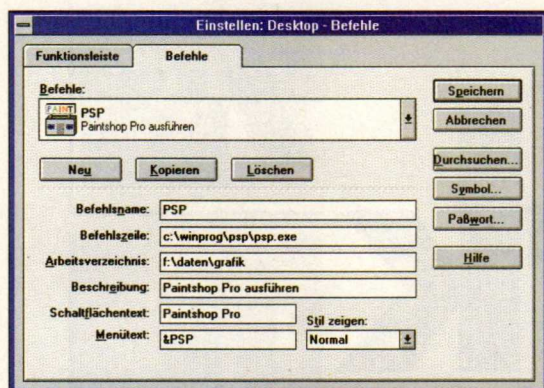 Einstellen: Desktop - Befehle
Funktionsleiste
Befehle
Befehle:
PAINT
PSP
Paintshop Pro ausführen
Neu
Kopieren
Löschen
Befehlsname: PSP
Befehlszeile: c:\winprog\psp\psp.exe
Arbeitsverzeichnis: f:\daten\grafik
Beschreibung: Paintshop Pro ausführen
Schaltflächentext: Paintshop Pro
Menütext: &PSP
Stil zeigen:
Normal
Speichern
Abbrechen
Durchsuchen...
Symbol...
Paßwort...
Hilfe